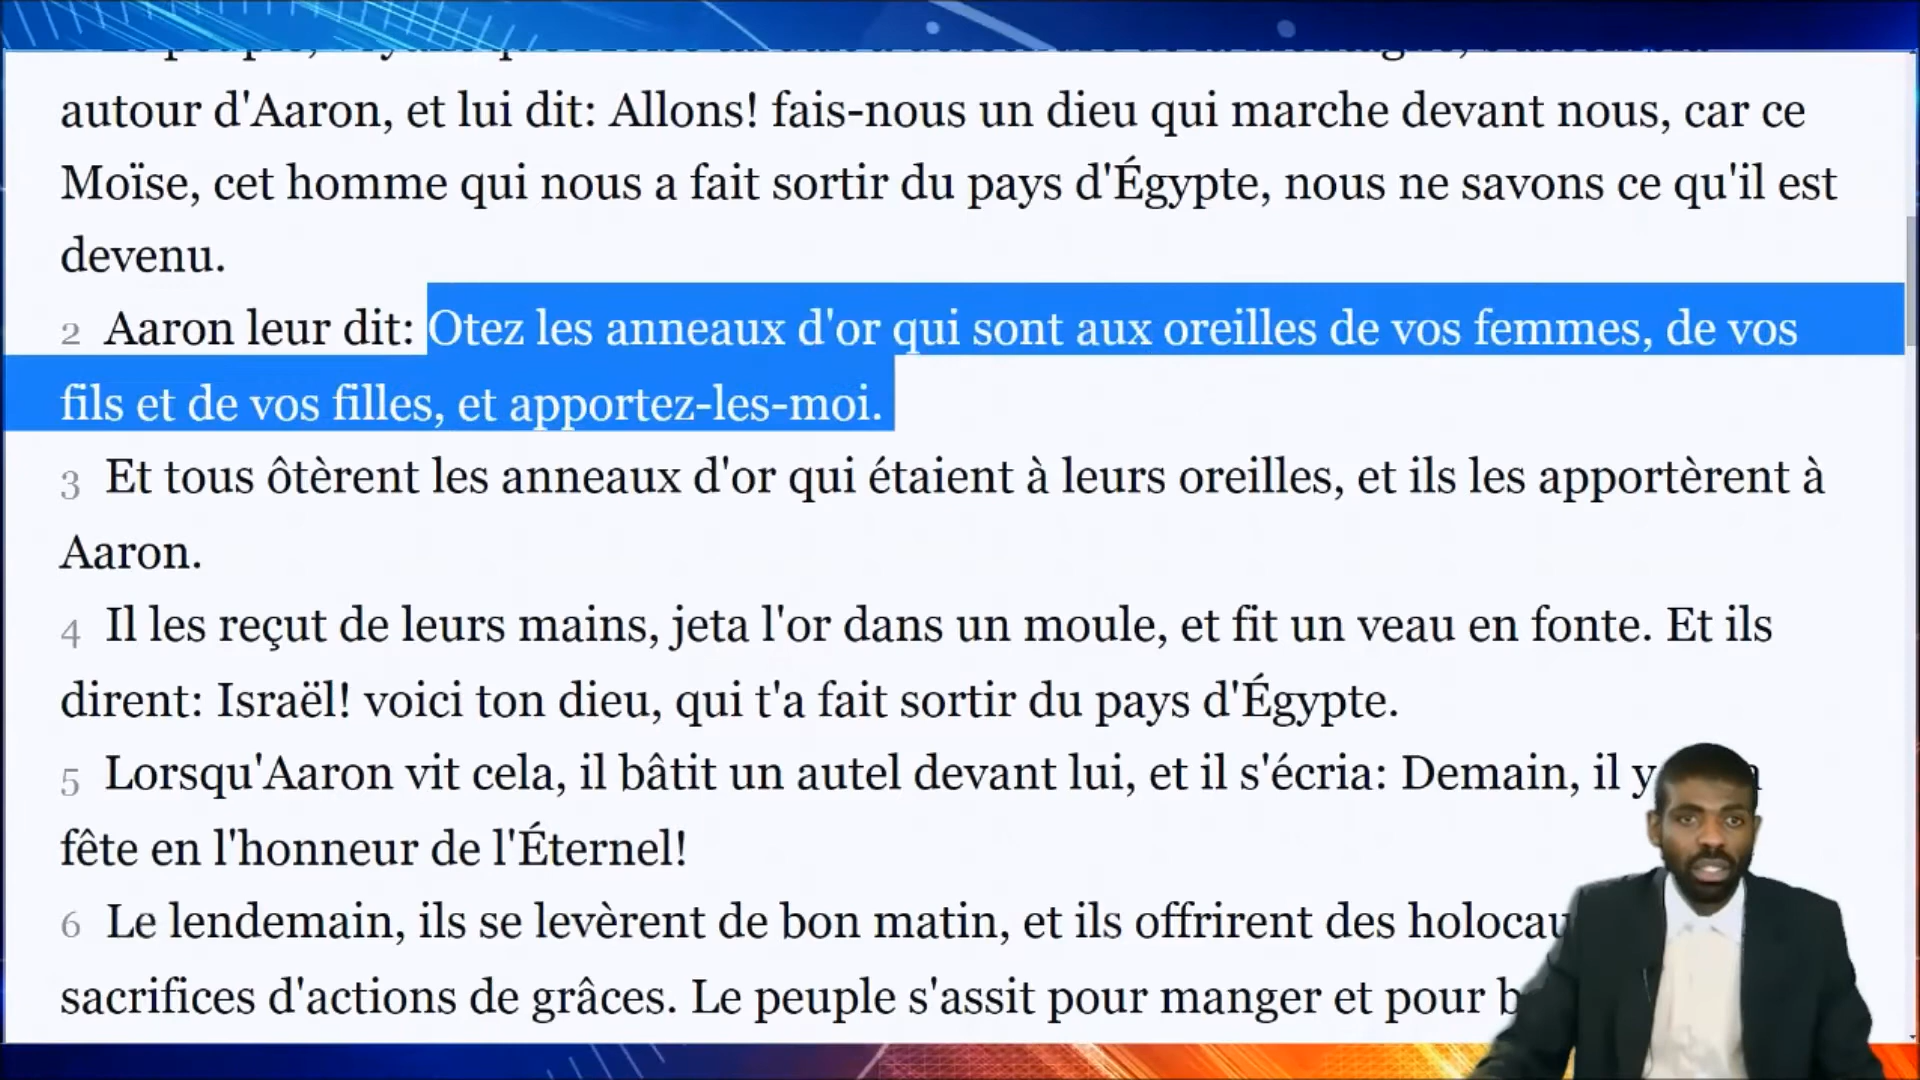 autour d'Aaron, et lui dit: Allons! fais-nous un dieu qui marche devant nous, car ce
Moïse, cet homme qui nous a fait sortir du pays d'Égypte, nous ne savons ce qu'il est
devenu.
2 Aaron leur dit: Otez les anneaux d'or qui sont aux oreilles de vos femmes, de vos
fils et de vos filles, et apportez-les-moi.
3 Et tous ôtèrent les anneaux d'or qui étaient à leurs oreilles, et ils les apportèrent à
Aaron.
4 Il les reçut de leurs mains, jeta l'or dans un moule, et fit un veau en fonte. Et ils
dirent: Israël! voici ton dieu, qui t'a fait sortir du pays d'Égypte.
5 Lorsqu'Aaron vit cela, il bâtit un autel devant lui, et il s'écria: Demain, il y
fête en l'honneur de l'Éternel!
6 Le lendemain, ils se levèrent de bon matin, et ils offrirent des
sacrifices d'actions de grâces. Le peuple s'assit pour manger et pour